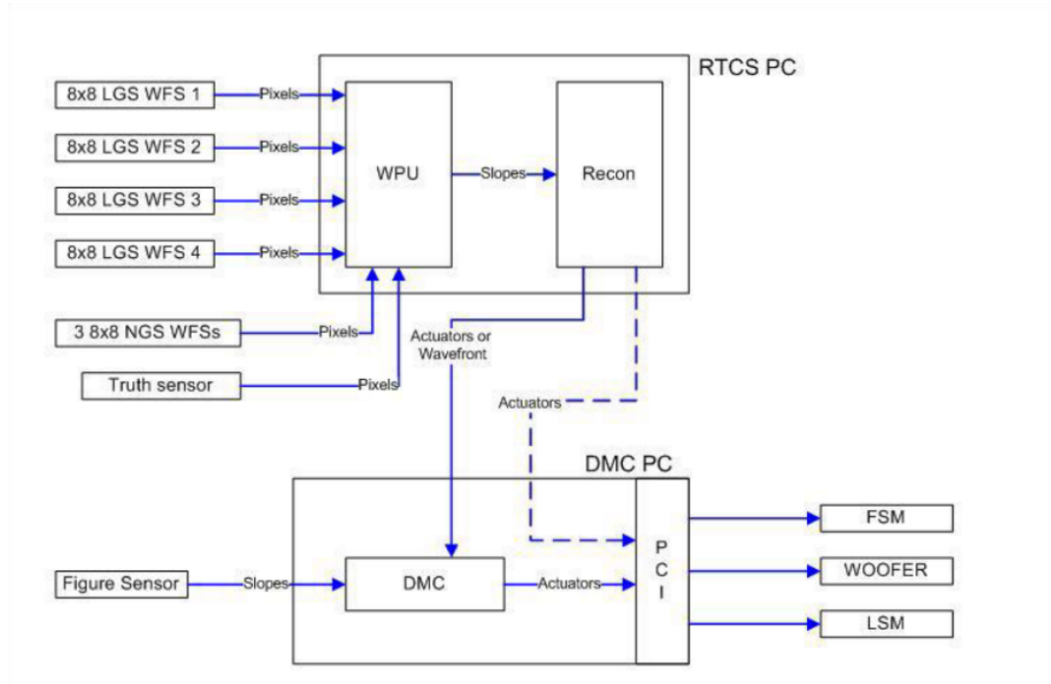 RTCS PC
8x8 LGS WFS 1
Pixels
8x8 LGS WFS 2
Pixels
8x8 LGS WFS 3
Pixels
8x8 LGS WFS 4
Pixels
WPU
Slopes
Recon
3 8x8 NGS WFSs
Pixels
Truth sensor
Pixels
Actuators or
Wavefront
Actuators
DMC PC
Figure Sensor
Slopes
DMC
Actuators
P
C
I
FSM
WOOFER
LSM